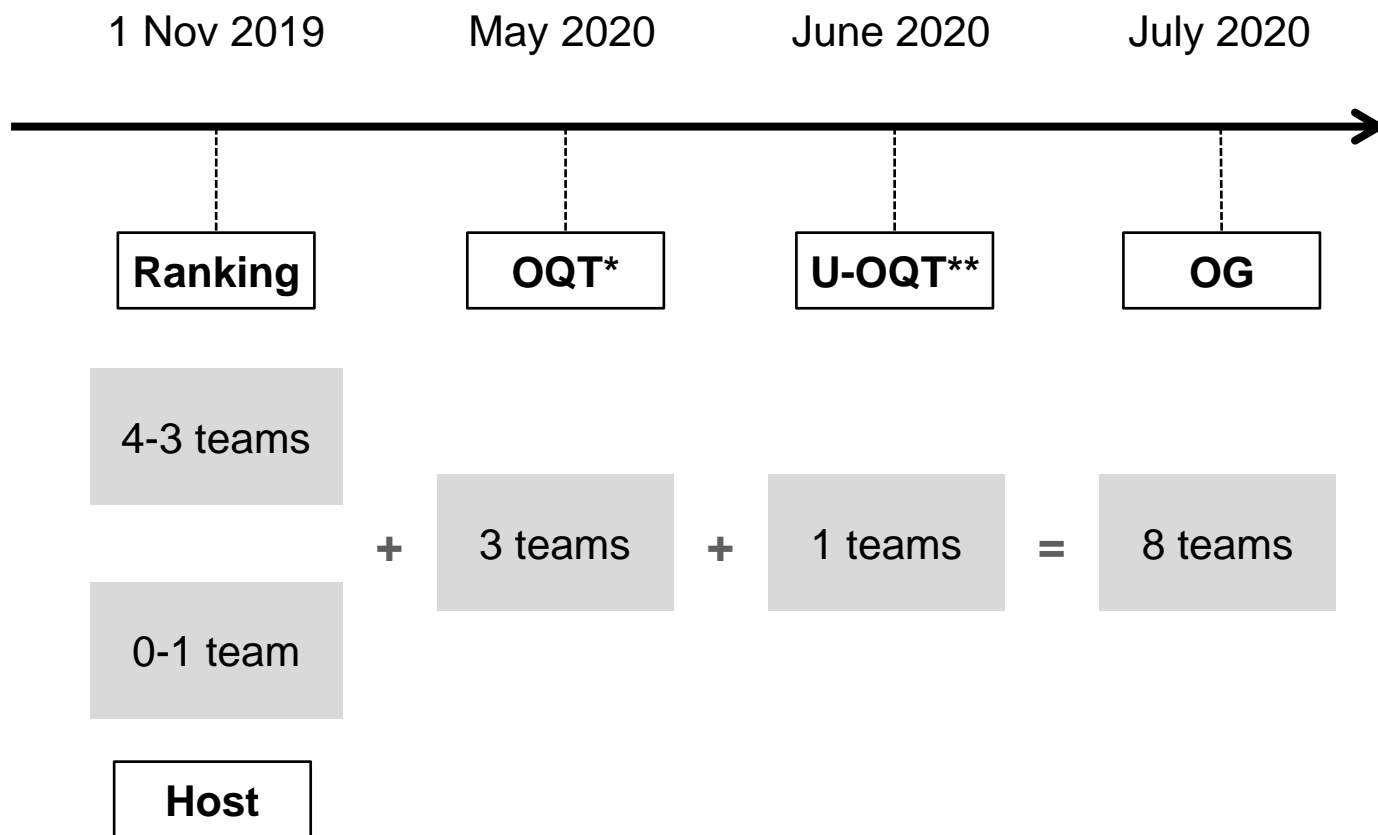 1 Nov 2019 May 2020 June 2020 July 2020
Ranking OQT* U-OQT** OG
4-3 teams
+ 3 teams + 1 teams = 8 teams
0-1 team
Host